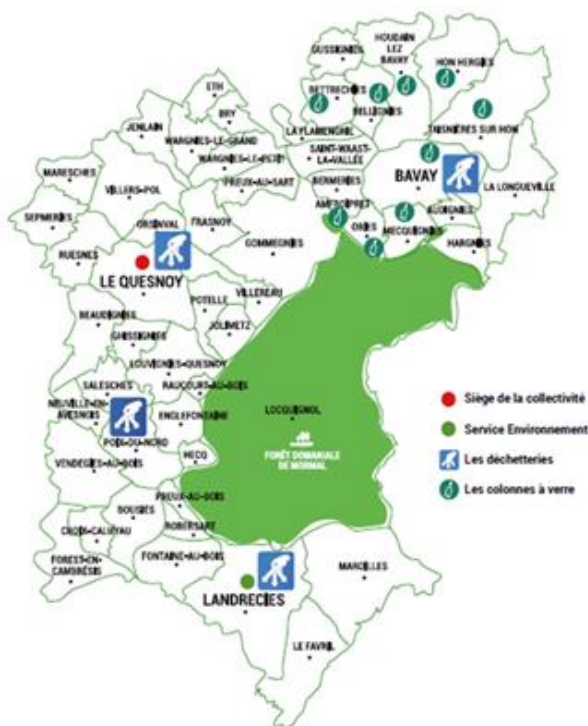 HOUDAIN
LEZ
BAVAY
GUSSIGNIES
HON HERGIES
BETTRECHIES
BELLIGNIES
ETH
BRY
JENLAIN
LA FLAMENGRIE
TAISNIÈRES SUR HON
WARGNIES-LE-GRAND
SAINT-WAAST-
LA-VALLÉE
WARGNIES-LE-PETIT
MARESCHES
BERMERIES
BAVAY
VILLERS-POL
PREUX-AU-SART
LA LONGUEVILLE
AMFROIPRET
AUDIGNIES
SEPMERIES
ORSINVAL
FRASNOY
OBIES
MECQUIGNIES
HARGNIES
RUESNES
GOMMEGNIES
LE QUESNOY
VILLEREAU
POTELLE
BEAUDIGNIES
JOLIMETZ
GHISSIGNIES
LOUVIGNIES-QUESNOY
SALESCHES
RAUCOURT-AU-BOIS
NEUVILLE-EN-
AVESNOIS
ENGLEFONTAINE
LOCQUIGNOL
POIX-DU-NORD
FORÊT DOMANIALE
DE MORMAL
VENDEGIES-AU-BOIS
HECQ
PREUX-AU-BOIS
BOUSIES
ROBERSART
CROIX-CALUYAU
FOREST-EN-
CAMBRÉSIS
FONTAINE-AU-BOIS
MAROILLES
LANDRECIES
LE FAVRIL
Siège de la collectivité
Service Environnement
Les déchetteries
Les colonnes à verre